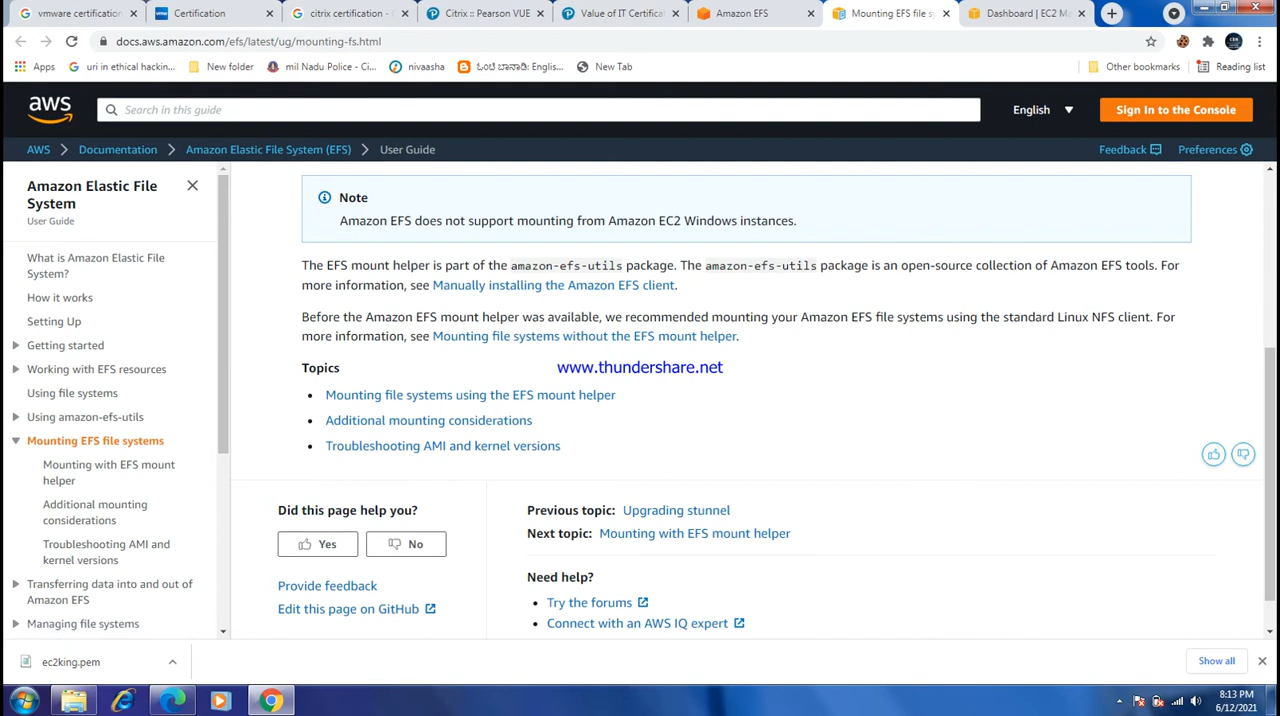 vmware certification
Certification
citrix certification - 
Citrix :: Pearson VUE
Value of IT Certifica
Amazon EFS
Mounting EFS file sy
Dashboard | EC2 Ma
docs.aws.amazon.com/efs/latest/ug/mounting-fs.html
Apps
uri in ethical hackin...
New folder
mil Nadu Police - Ci...
nivaasha
ಓಂಟಿ ಬಾನಾಡಿ: Englis...
New Tab
Other bookmarks
Reading list
aws
Search in this guide
English
Sign In to the Console
AWS
Documentation
Amazon Elastic File System (EFS)
User Guide
Feedback
Preferences
Amazon Elastic File
System
User Guide
What is Amazon Elastic File
System?
How it works
Setting Up
Getting started
Working with EFS resources
Using file systems
Using amazon-efs-utils
Mounting EFS file systems
Mounting with EFS mount
helper
Additional mounting
considerations
Troubleshooting AMI and
kernel versions
Transferring data into and out of
Amazon EFS
Managing file systems
Note
Amazon EFS does not support mounting from Amazon EC2 Windows instances.
The EFS mount helper is part of the amazon-efs-utils package. The amazon-efs-utils package is an open-source collection of Amazon EFS tools. For
more information, see Manually installing the Amazon EFS client.
Before the Amazon EFS mount helper was available, we recommended mounting your Amazon EFS file systems using the standard Linux NFS client. For
more information, see Mounting file systems without the EFS mount helper.
Topics
www.thundershare.net
• Mounting file systems using the EFS mount helper
• Additional mounting considerations
• Troubleshooting AMI and kernel versions
Did this page help you?
Yes
No
Provide feedback
Edit this page on GitHub
Previous topic: Upgrading stunnel
Next topic: Mounting with EFS mount helper
Need help?
• Try the forums
• Connect with an AWS IQ expert
ec2king.pem
Show all
8:13 PM
6/12/2021